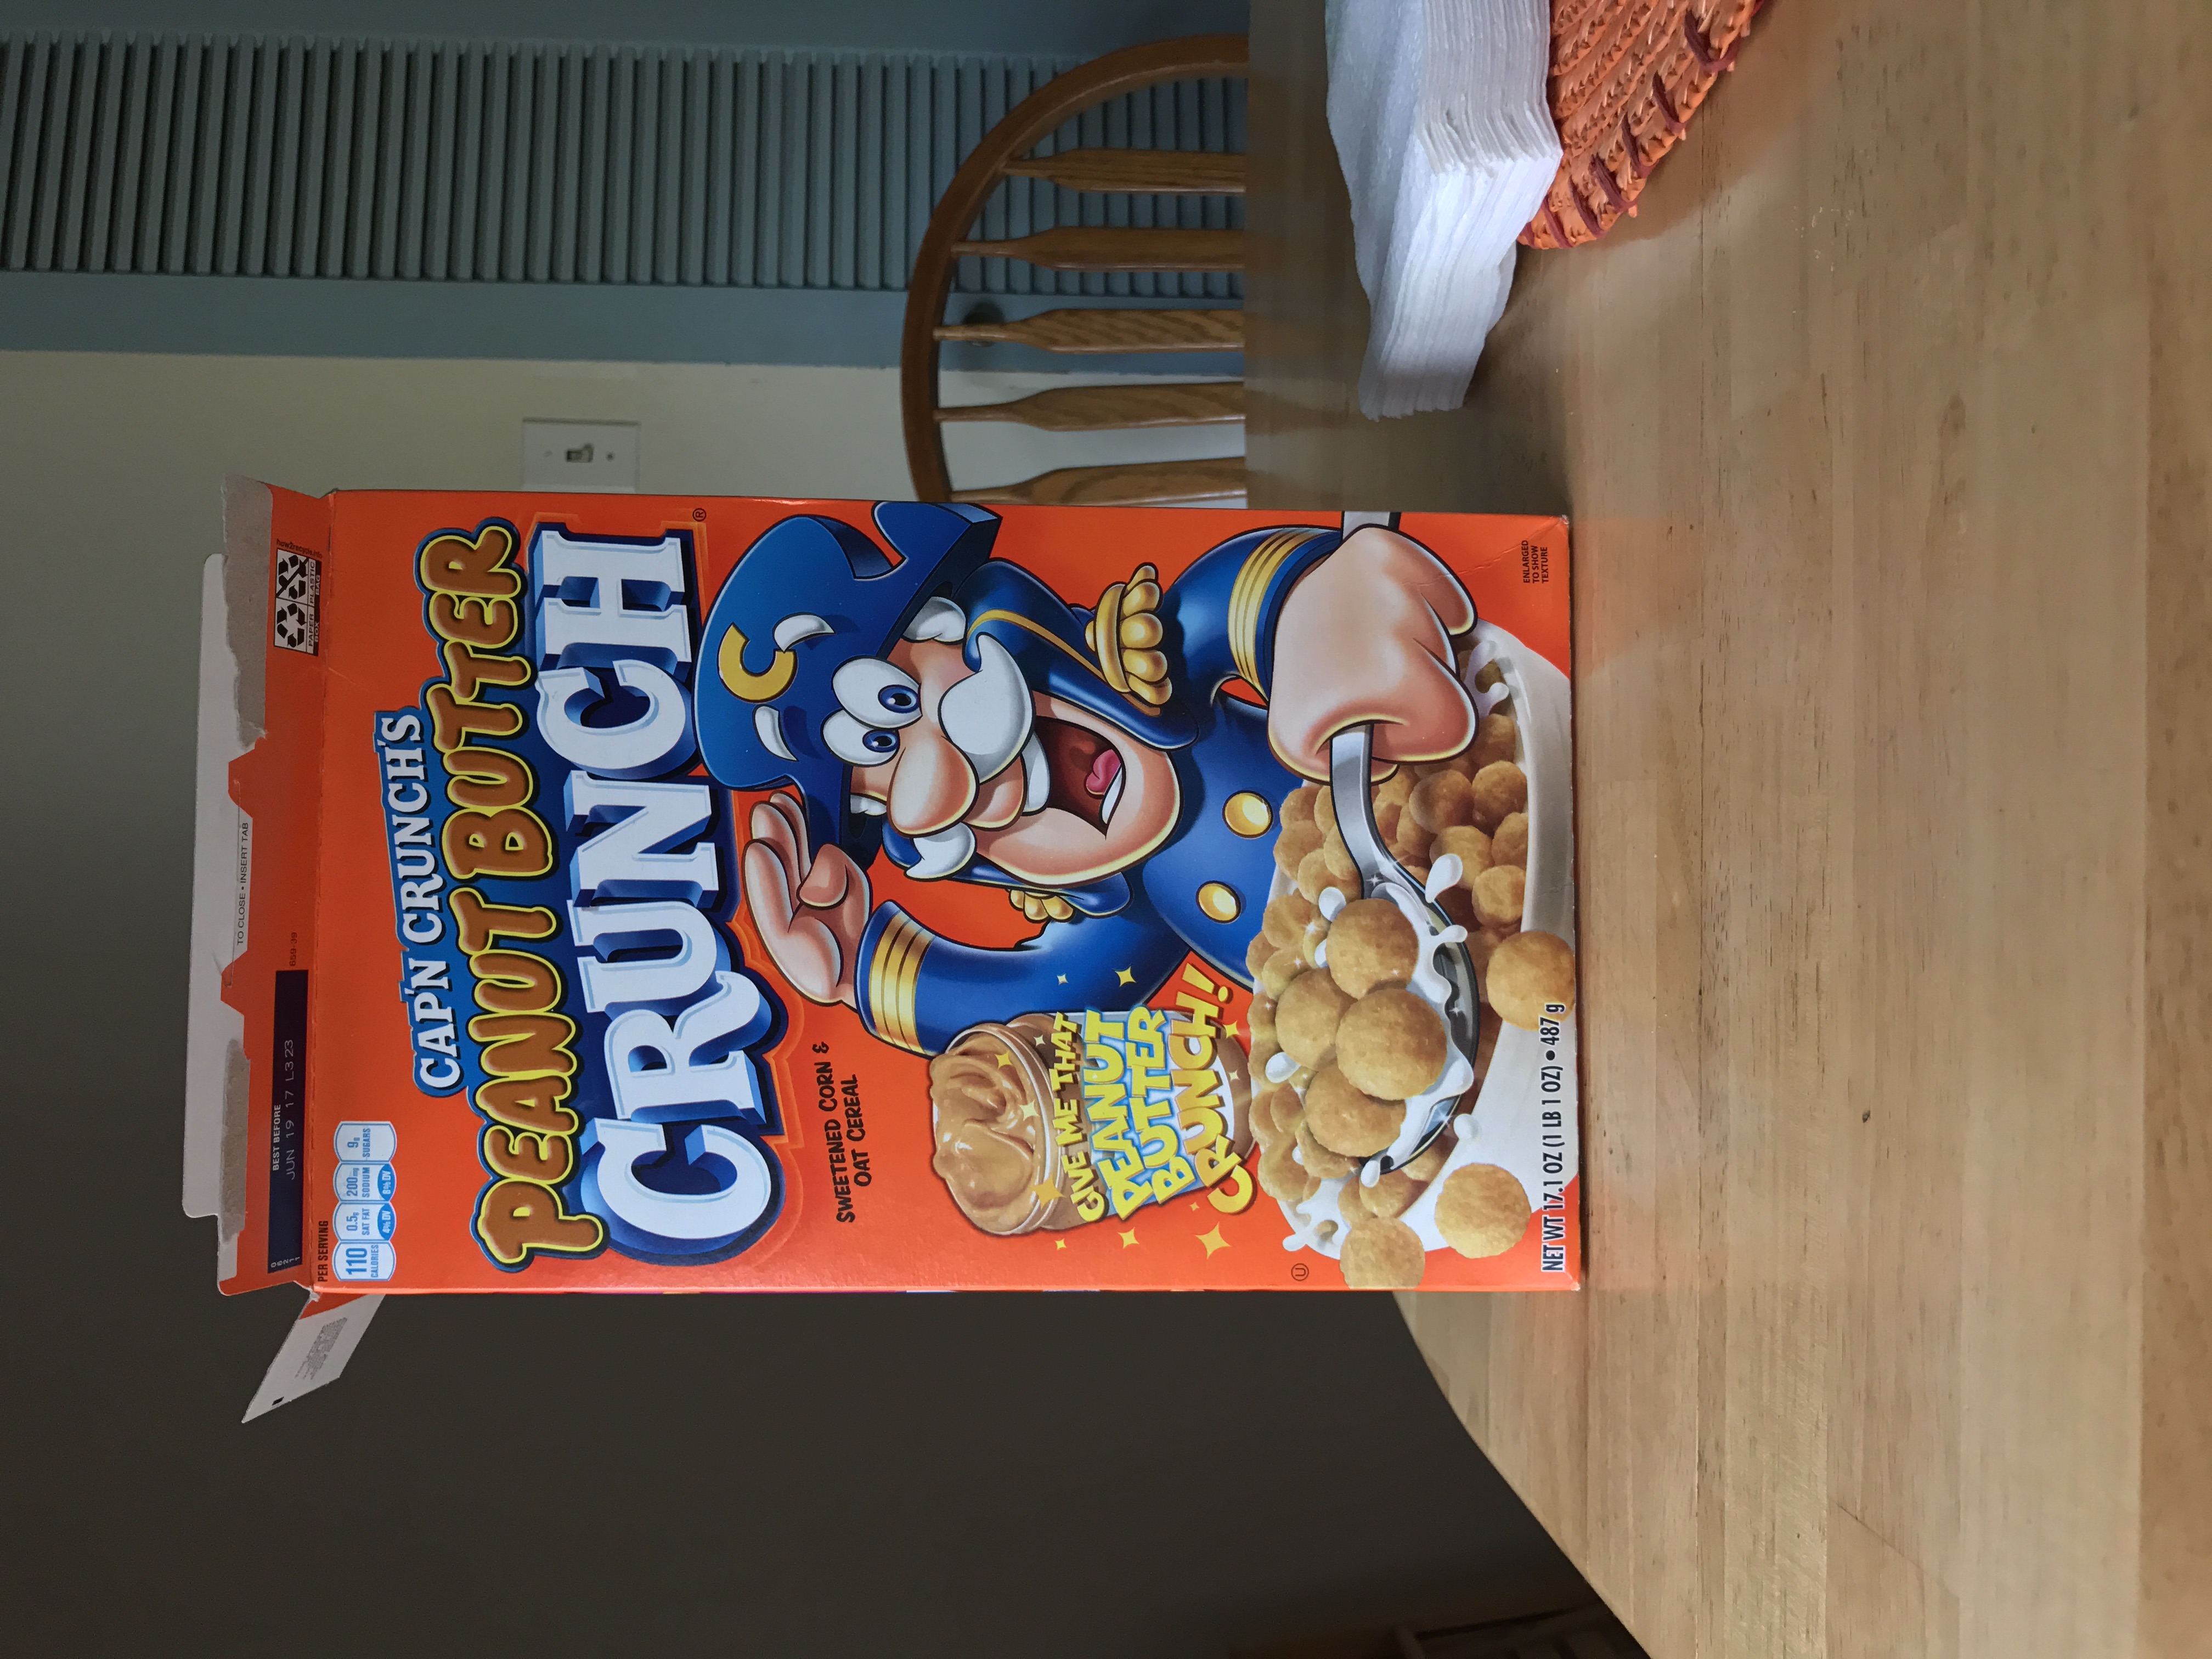 TO CLOSE • INSERT TAB
BEST BEFORE
JUN 19 17 L323
659-39
PAPER
BOX
PLASTIC
BAG
PER SERVING
110
CALORIES
0.5g
SAT FAT
4% DV
200mg
SODIUM
8% DV
9g
SUGARS
CAP'N CRUNCH'S
PEANUT BUTTER
CRUNCH
®
C
SWEETENED CORN &
OAT CEREAL
GIVE ME THAT
PEANUT
BUTTER
CRUNCH!
U
NET WT 17.1 OZ (1 LB 1 OZ) • 487 g
ENLARGED
TO SHOW
TEXTURE